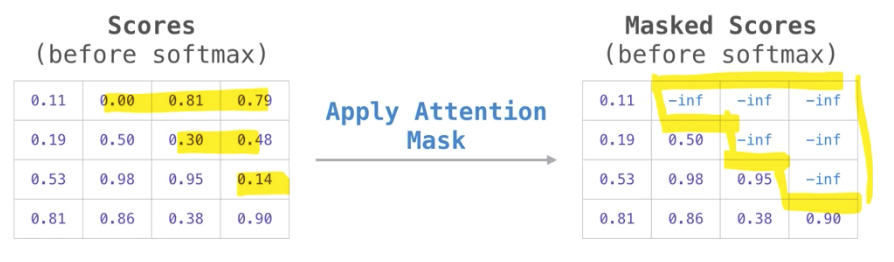 Scores
(before softmax)
0.11 0.00 0.81 0.79
0.19 0.50 0.30 0.48
0.53 0.98 0.95 0.14
0.81 0.86 0.38 0.90
Apply Attention
Mask
Masked Scores
(before softmax)
0.11 -inf -inf -inf
0.19 0.50 -inf -inf
0.53 0.98 0.95 -inf
0.81 0.86 0.38 0.90